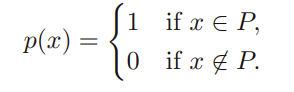 p(x) = { 1 if x ∈ P,
0 if x ∉ P.